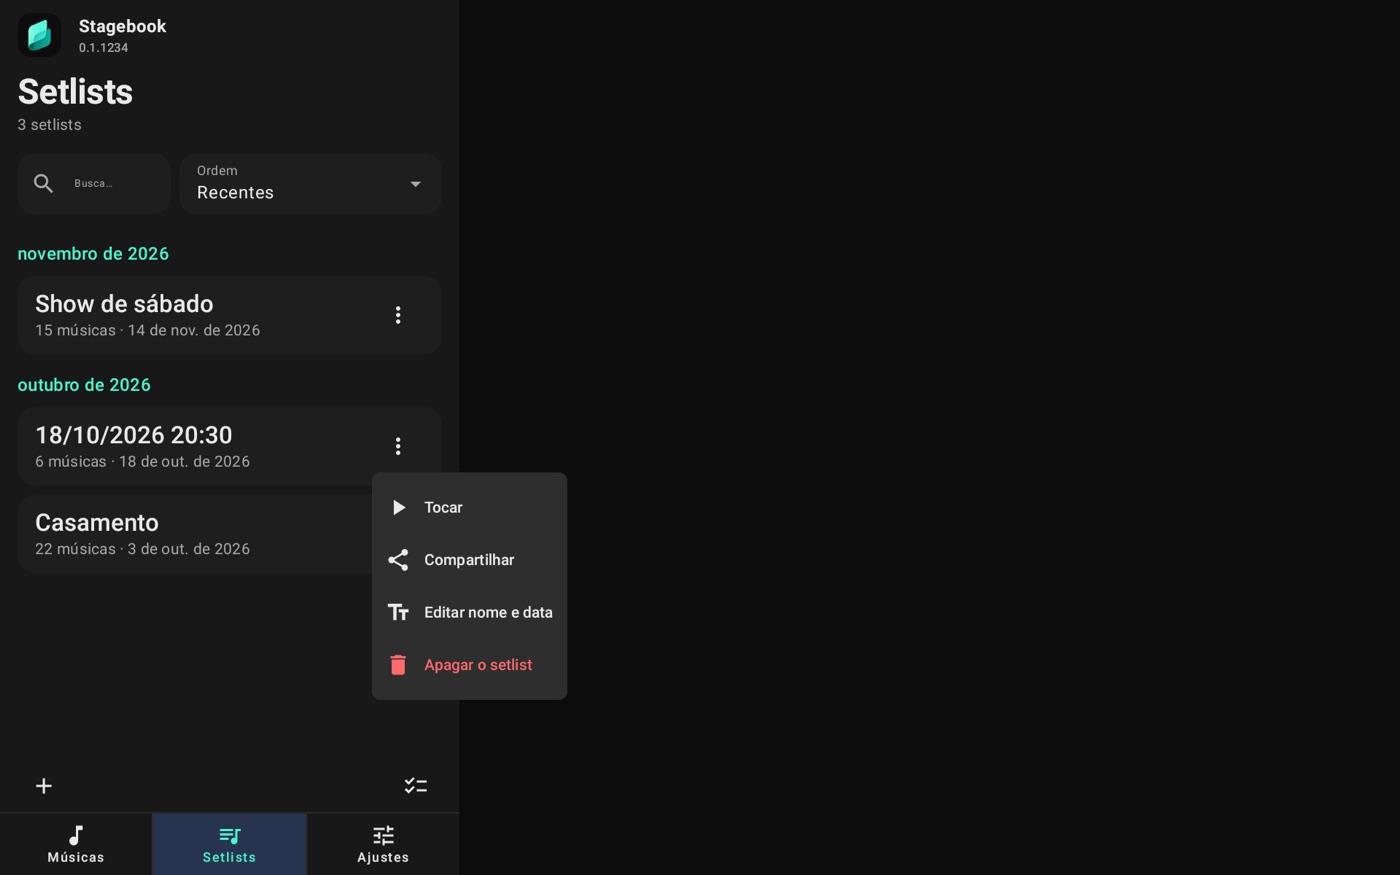 Stagebook
0.1.1234
Setlists
3 setlists
Busca…
Ordem
Recentes
novembro de 2026
Show de sábado
15 músicas · 14 de nov. de 2026
outubro de 2026
18/10/2026 20:30
6 músicas · 18 de out. de 2026
Casamento
22 músicas · 3 de out. de 2026
Tocar
Compartilhar
Editar nome e data
Apagar o setlist
Músicas
Setlists
Ajustes